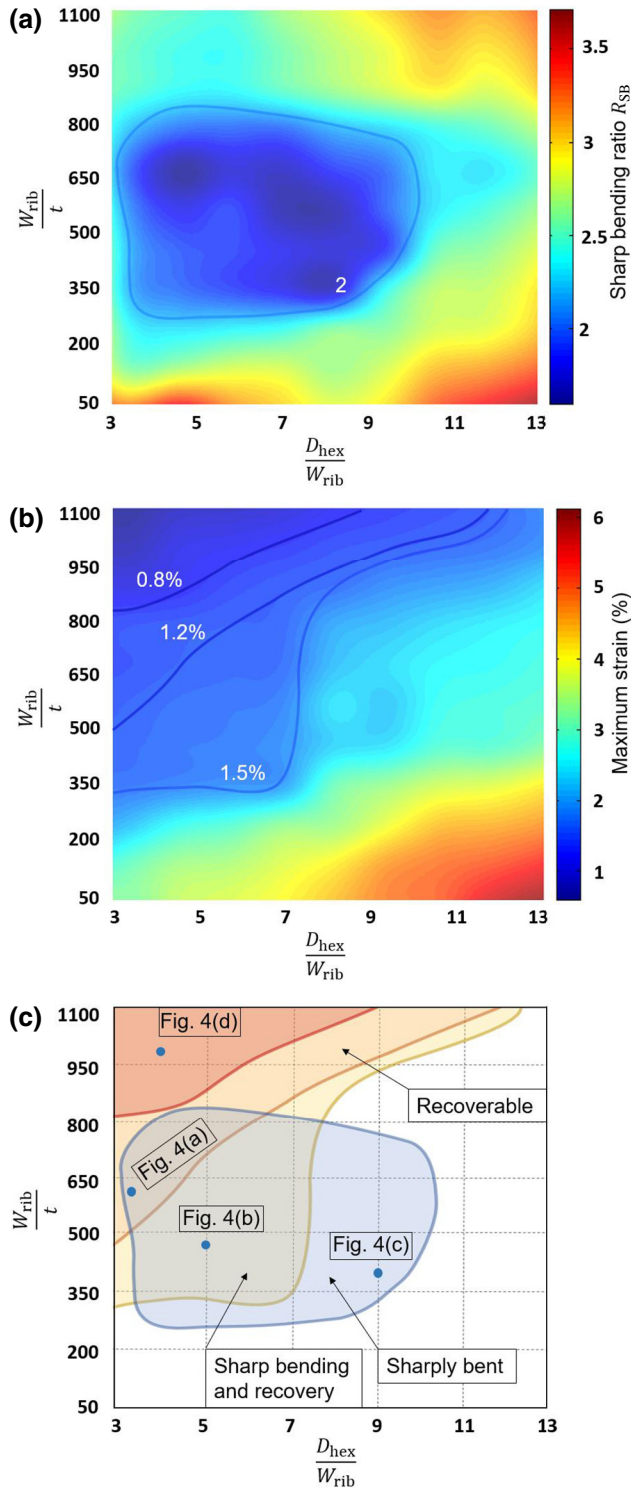 (a)
1100
950
800
650
500
350
200
50
W_rib
t
2
3 5 7 9 11 13
D_hex
W_rib
3.5
3
2.5
2
Sharp bending ratio R_SB
(b)
1100
950
800
650
500
350
200
50
W_rib
t
0.8%
1.2%
1.5%
3 5 7 9 11 13
D_hex
W_rib
6
5
4
3
2
1
Maximum strain (%)
(c)
1100
950
800
650
500
350
200
50
W_rib
t
Fig. 4(d)
Recoverable
Fig. 4(a)
Fig. 4(b)
Fig. 4(c)
Sharp bending
and recovery
Sharply bent
3 5 7 9 11 13
D_hex
W_rib